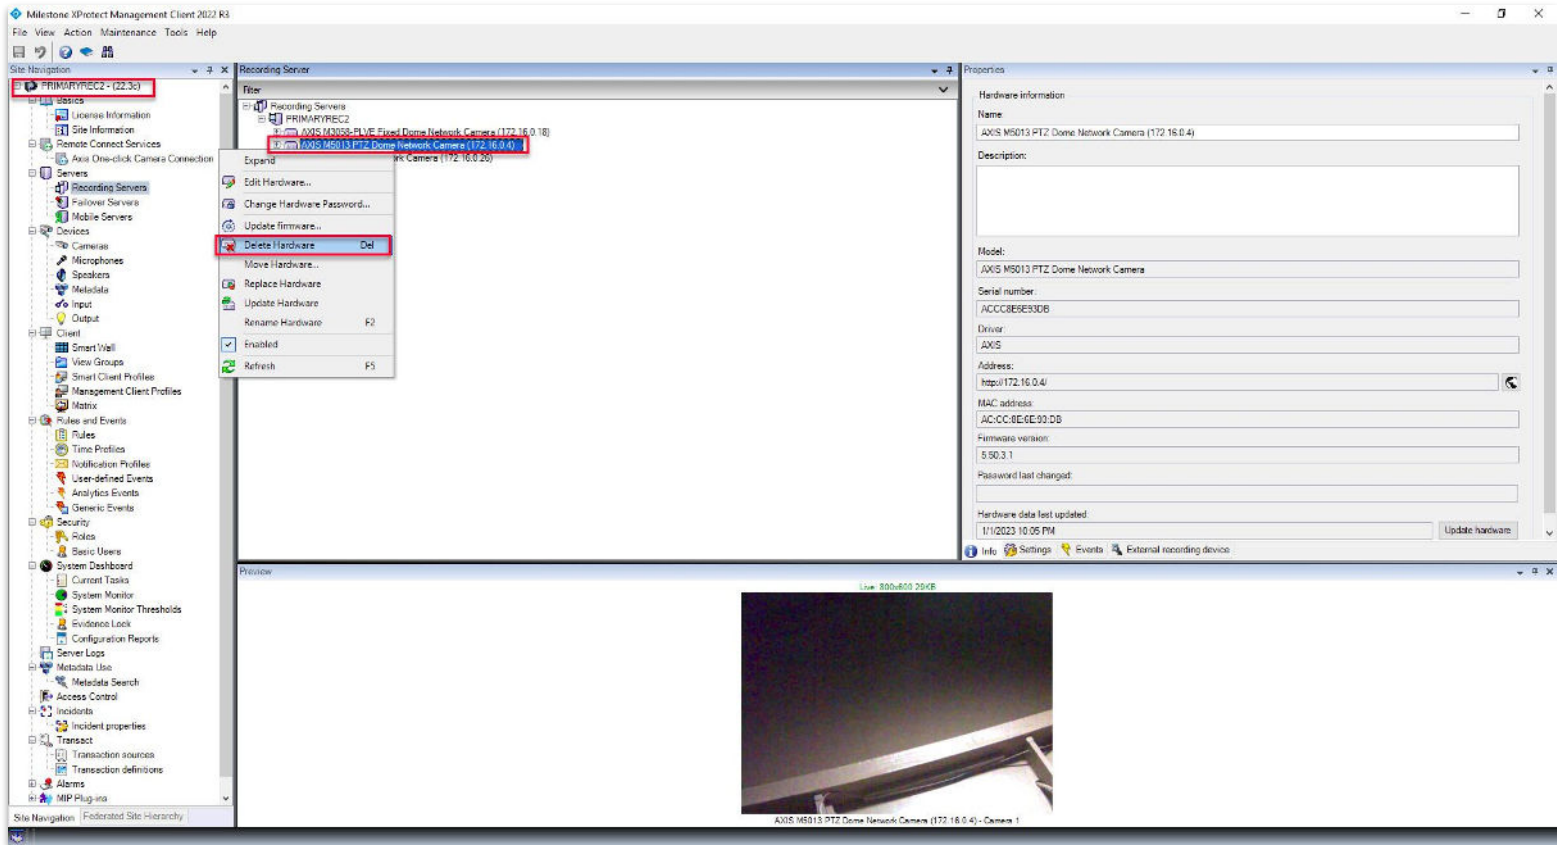 Milestone XProtect Management Client 2022 R3
File View Action Maintenance Tools Help
Site Navigation
PRIMARYREC2 - (22.3c)
Basics
License Information
Site Information
Remote Connect Services
Axis One-click Camera Connection
Servers
Recording Servers
Failover Servers
Mobile Servers
Devices
Cameras
Microphones
Speakers
Metadata
Input
Output
Client
Smart Wall
View Groups
Smart Client Profiles
Management Client Profiles
Matrix
Rules and Events
Rules
Time Profiles
Notification Profiles
User-defined Events
Analytics Events
Generic Events
Security
Roles
Basic Users
System Dashboard
Current Tasks
System Monitor
System Monitor Thresholds
Evidence Lock
Configuration Reports
Server Logs
Metadata Use
Metadata Search
Access Control
Incidents
Incident properties
Transact
Transaction sources
Transaction definitions
Alarms
MIP Plug-ins
Site Navigation Federated Site Hierarchy
Recording Server
Filter
Recording Servers
PRIMARYREC2
AXIS M3058-PLVE Fixed Dome Network Camera (172.16.0.18)
AXIS M5013 PTZ Dome Network Camera (172.16.0.4)
Camera (172.16.0.26)
Expand
Edit Hardware...
Change Hardware Password...
Update firmware...
Delete Hardware Del
Move Hardware...
Replace Hardware
Update Hardware
Rename Hardware F2
Enabled
Refresh F5
Properties
Hardware information
Name:
AXIS M5013 PTZ Dome Network Camera (172.16.0.4)
Description:
Model:
AXIS M5013 PTZ Dome Network Camera
Serial number:
ACCC8E6E93DB
Driver:
AXIS
Address:
http://172.16.0.4/
MAC address:
AC:CC:8E:6E:93:DB
Firmware version:
5.50.3.1
Password last changed:
Hardware data last updated:
1/1/2023 10:05 PM
Update hardware
Info Settings Events External recording device
Preview
Live: 800x600 29KB
AXIS M5013 PTZ Dome Network Camera (172.16.0.4) - Camera 1